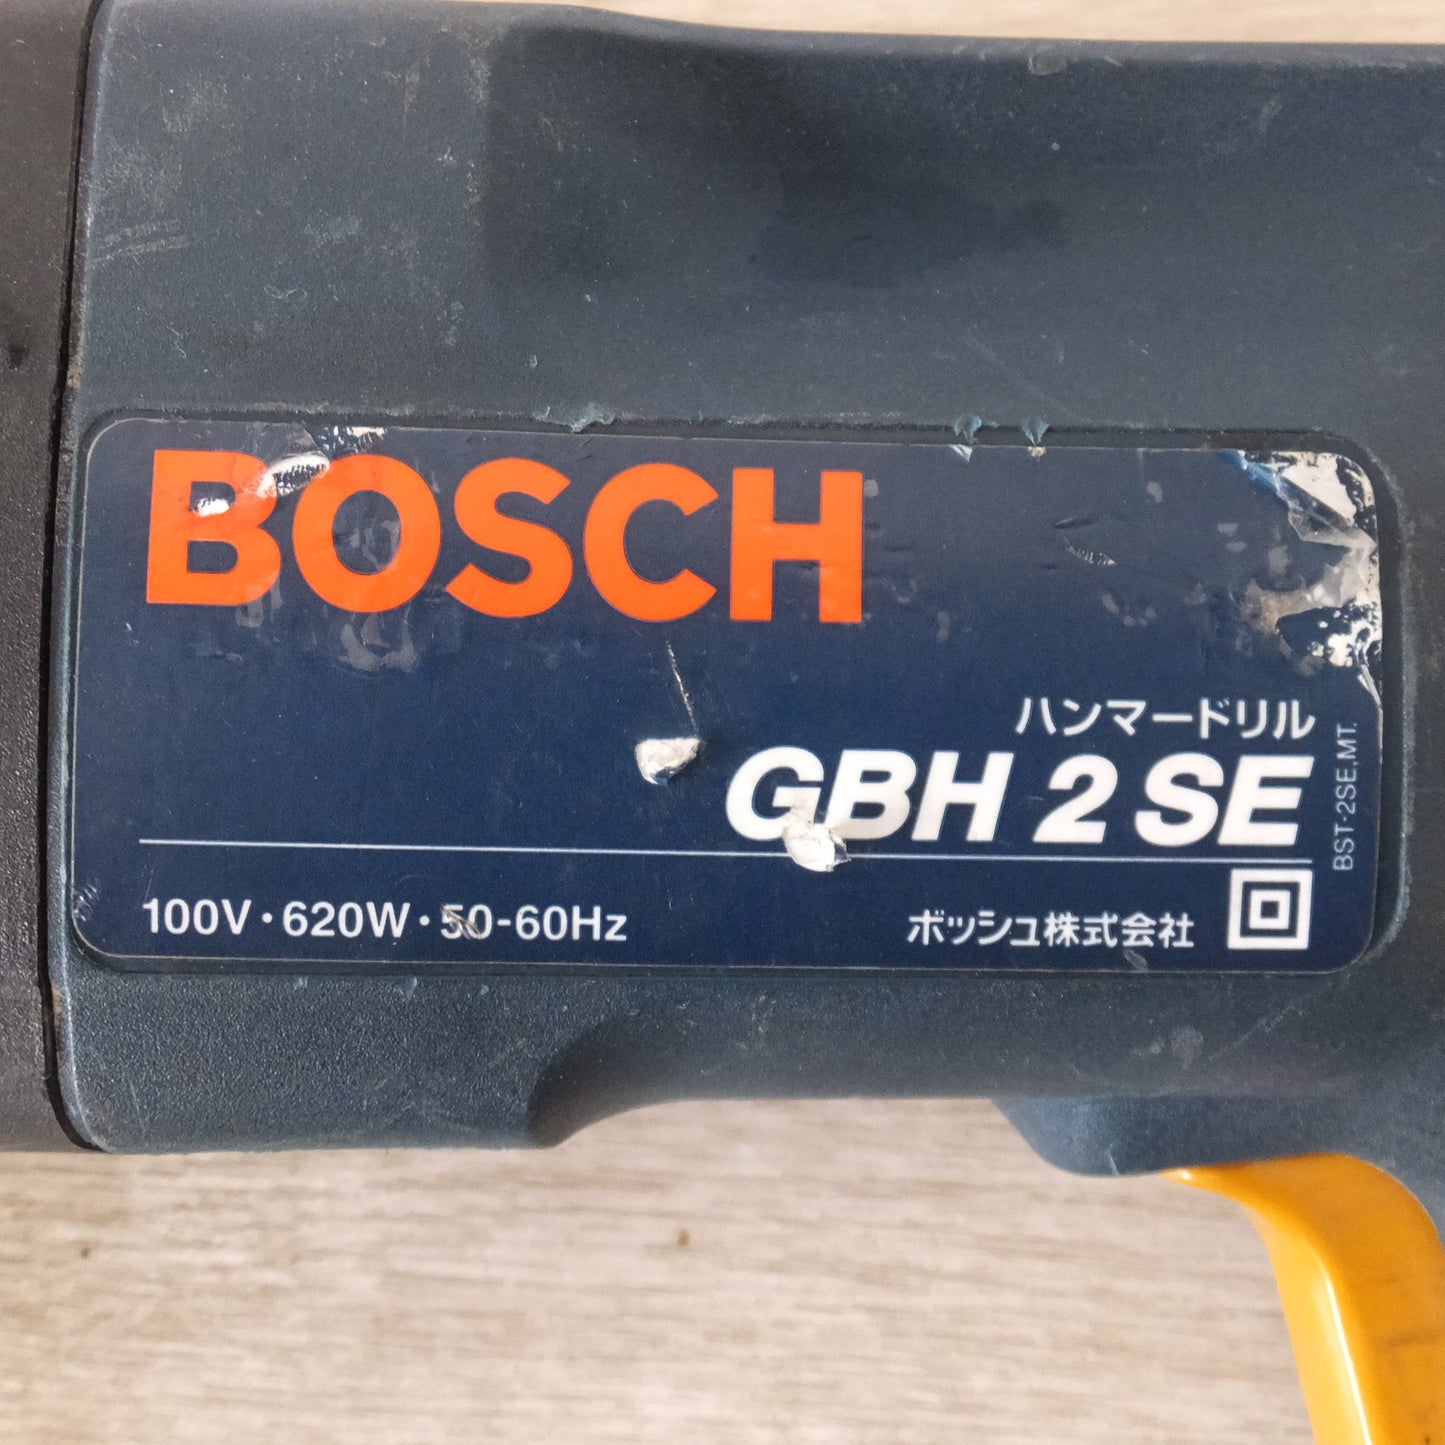 BOSCH
ハンマードリル
GBH 2 SE
BST·2SE,MT.
100V・620W・50-60Hz
ボッシュ株式会社